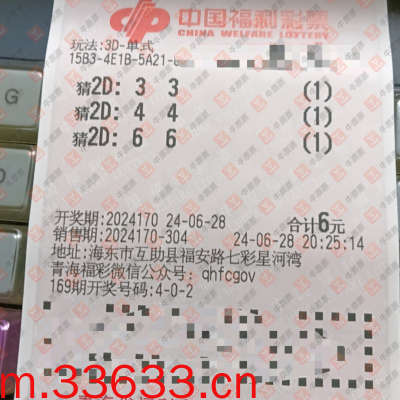 中国福利彩票
CHINA WELFARE LOTTERY
玩法:3D-单式
15B3-4E1B-5A21-
猜2D: 3 3 (1)
猜2D: 4 4 (1)
猜2D: 6 6 (1)
开奖期:2024170 24-06-28 合计6元
销售期:2024170-304 24-06-28 20:25:14
地址:海东市互助县福安路七彩星河湾
青海福彩微信公众号: qhfcgov
169期开奖号码:4-0-2
m.33633.cn
G